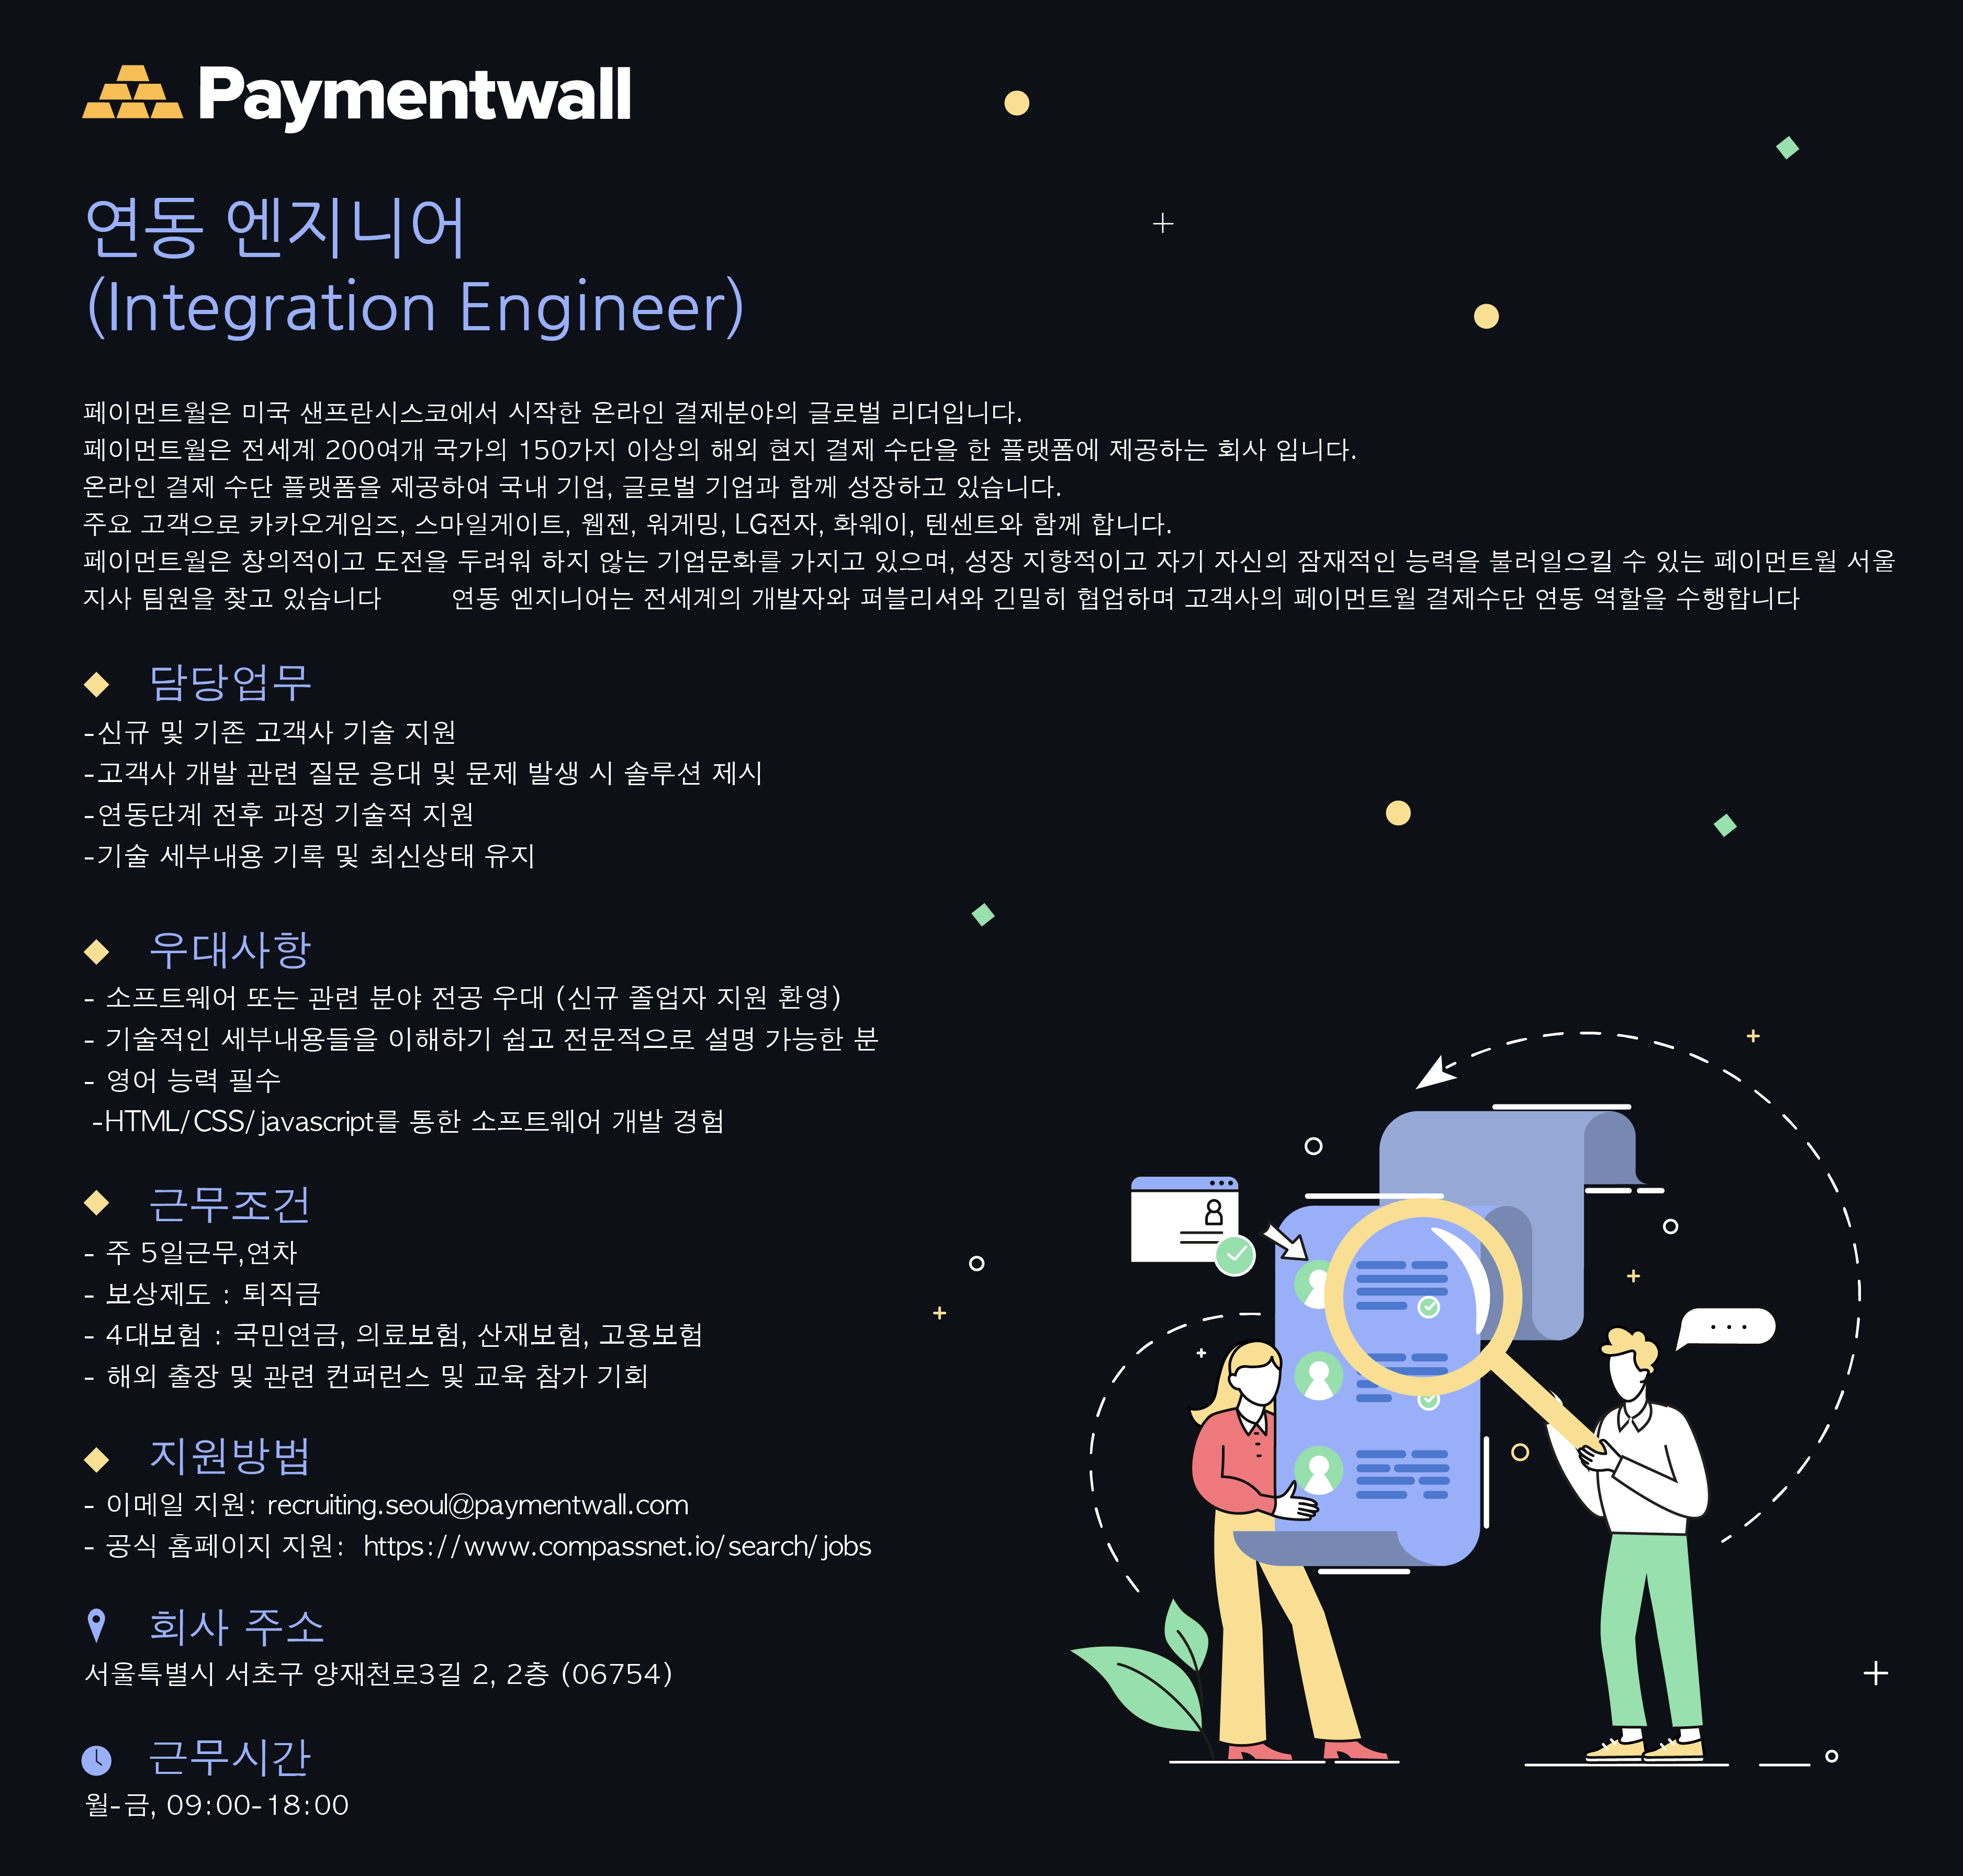 Paymentwall
연동 엔지니어
(Integration Engineer)
페이먼트월은 미국 샌프란시스코에서 시작한 온라인 결제분야의 글로벌 리더입니다.
페이먼트월은 전세계 200여개 국가의 150가지 이상의 해외 현지 결제 수단을 한 플랫폼에 제공하는 회사 입니다.
온라인 결제 수단 플랫폼을 제공하여 국내 기업, 글로벌 기업과 함께 성장하고 있습니다.
주요 고객으로 카카오게임즈, 스마일게이트, 웹젠, 워게밍, LG전자, 화웨이, 텐센트와 함께 합니다.
페이먼트월은 창의적이고 도전을 두려워 하지 않는 기업문화를 가지고 있으며, 성장 지향적이고 자기 자신의 잠재적인 능력을 불러일으킬 수 있는 페이먼트월 서울
지사 팀원을 찾고 있습니다 연동 엔지니어는 전세계의 개발자와 퍼블리셔와 긴밀히 협업하며 고객사의 페이먼트월 결제수단 연동 역할을 수행합니다
담당업무
-신규 및 기존 고객사 기술 지원
-고객사 개발 관련 질문 응대 및 문제 발생 시 솔루션 제시
-연동단계 전후 과정 기술적 지원
-기술 세부내용 기록 및 최신상태 유지
우대사항
- 소프트웨어 또는 관련 분야 전공 우대 (신규 졸업자 지원 환영)
- 기술적인 세부내용들을 이해하기 쉽고 전문적으로 설명 가능한 분
- 영어 능력 필수
-HTML/CSS/javascript를 통한 소프트웨어 개발 경험
근무조건
- 주 5일근무,연차
- 보상제도 : 퇴직금
- 4대보험 : 국민연금, 의료보험, 산재보험, 고용보험
- 해외 출장 및 관련 컨퍼런스 및 교육 참가 기회
지원방법
- 이메일 지원: recruiting.seoul@paymentwall.com
- 공식 홈페이지 지원: https://www.compassnet.io/search/jobs
회사 주소
서울특별시 서초구 양재천로3길 2, 2층 (06754)
근무시간
월-금, 09:00-18:00